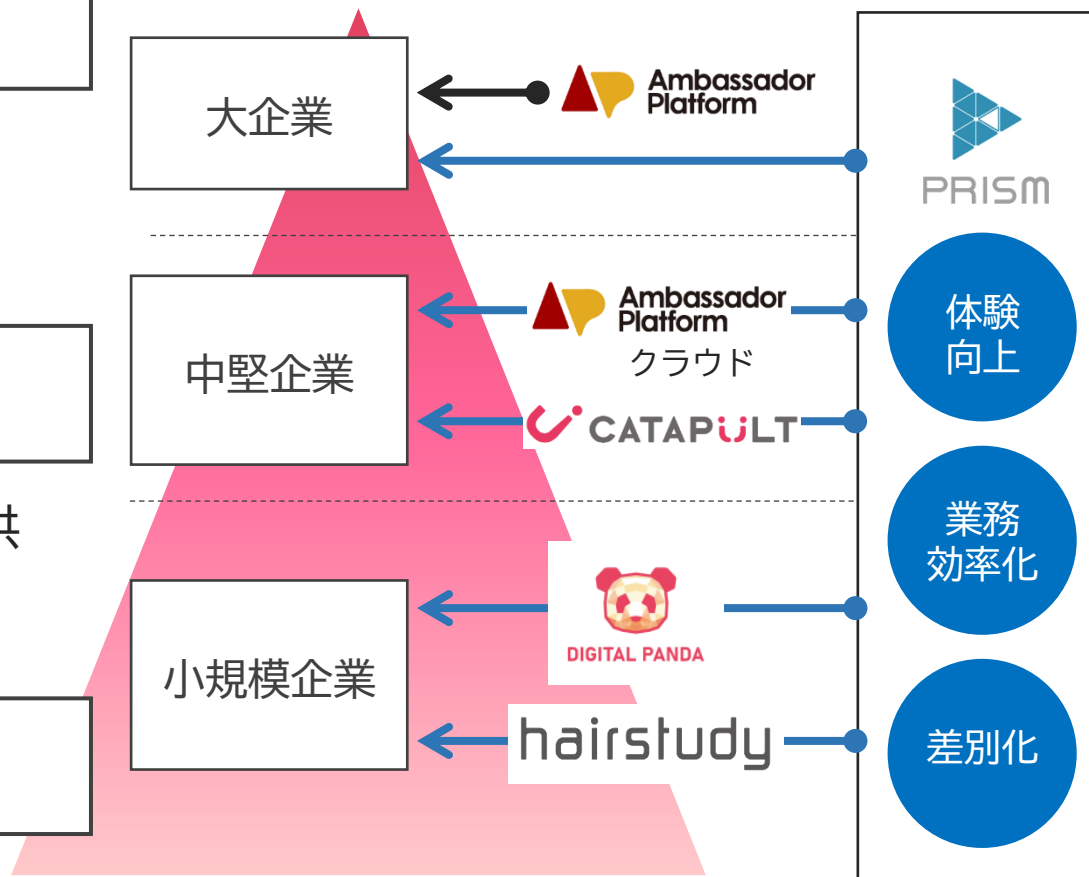 大企業
Ambassador
Platform
PRISM
中堅企業
Ambassador
Platform
クラウド
CATAPULT
体験
向上
供
業務
効率化
小規模企業
DIGITAL PANDA
hairstudy
差別化